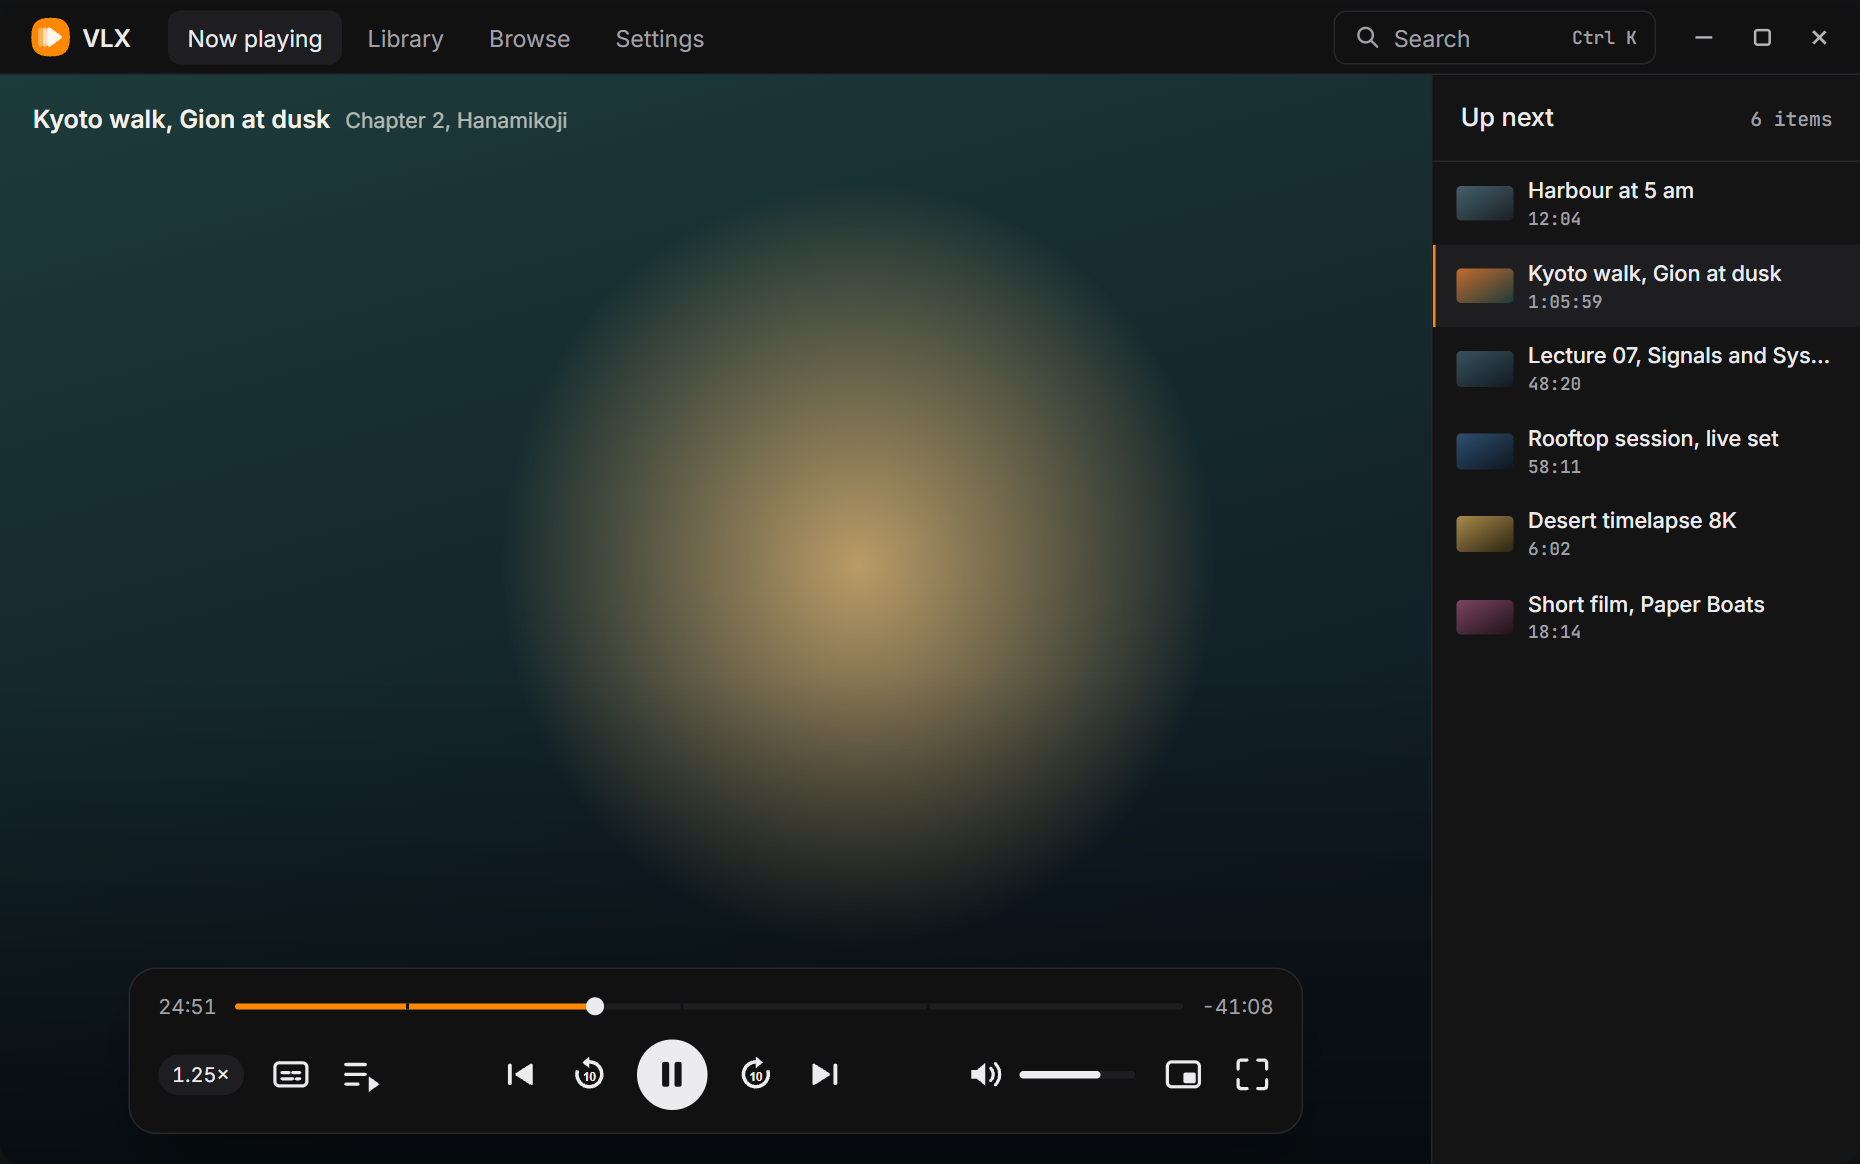 VLX
Now playing
Library
Browse
Settings
Search
Ctrl K
Kyoto walk, Gion at dusk
Chapter 2, Hanamikoji
Up next
6 items
Harbour at 5 am
12:04
Kyoto walk, Gion at dusk
1:05:59
Lecture 07, Signals and Sys...
48:20
Rooftop session, live set
58:11
Desert timelapse 8K
6:02
Short film, Paper Boats
18:14
24:51
-41:08
1.25×
10
10